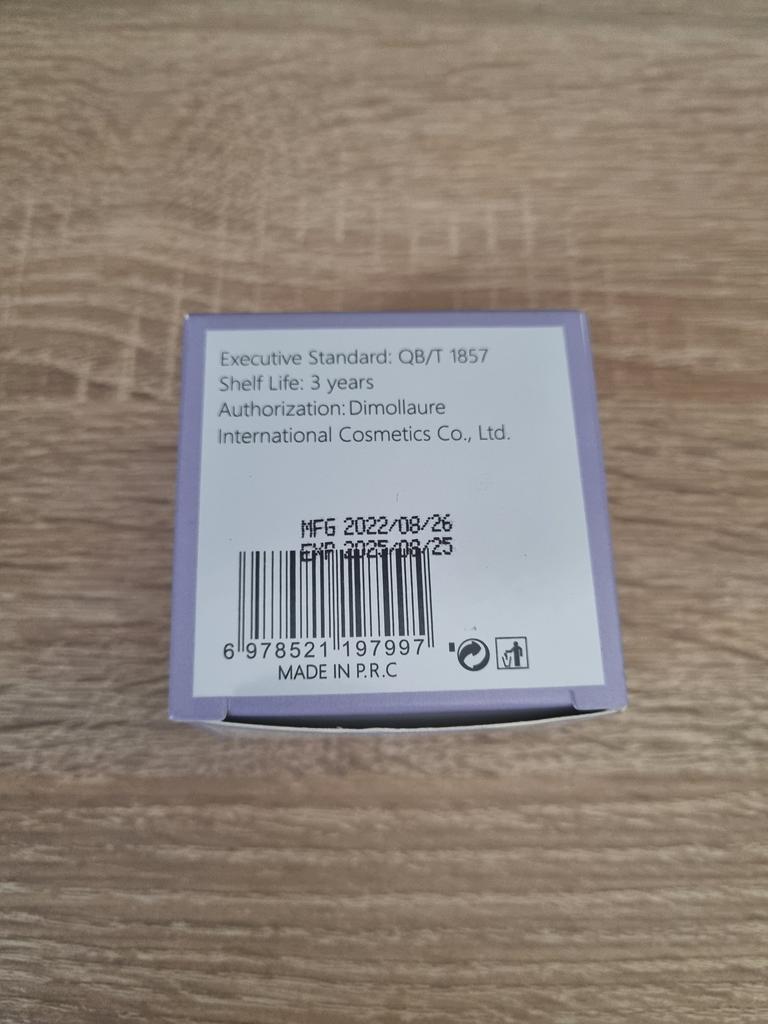 Executive Standard: QB/T 1857
Shelf Life: 3 years
Authorization: Dimollaure
International Cosmetics Co., Ltd.
MFG 2022/08/26
EXP 2025/08/25
6 978521 197997
MADE IN P.R.C